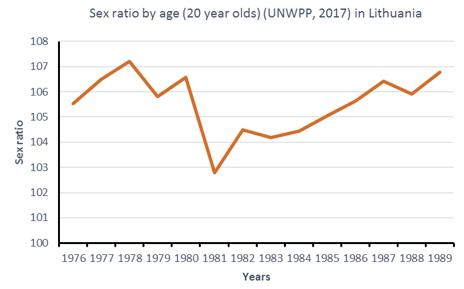 Sex ratio by age (20 year olds) (UNWPP, 2017) in Lithuania
108
107
106
105
104
103
102
101
100
Sex ratio
1976 1977 1978 1979 1980 1981 1982 1983 1984 1985 1986 1987 1988 1989
Years